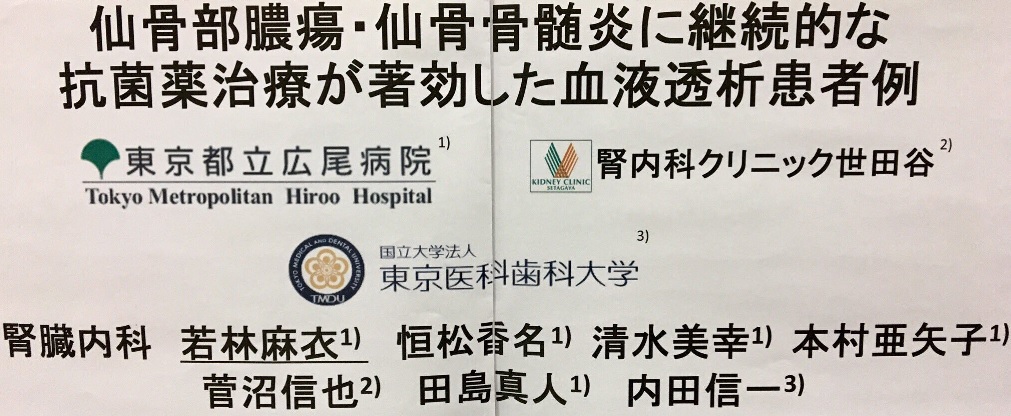 仙骨部膿瘍・仙骨骨髄炎に継続的な
抗菌薬治療が著効した血液透析患者例
東京都立広尾病院 1)
Tokyo Metropolitan Hiroo Hospital
KIDNEY CLINIC
SETAGAYA
腎内科クリニック世田谷 2)
TOKYO MEDICAL AND DENTAL UNIVERSITY
TMDU
国立大学法人
東京医科歯科大学 3)
腎臓内科 若林麻衣1) 恒松香名1) 清水美幸1) 本村亜矢子1)
菅沼信也2) 田島真人1) 内田信一3)